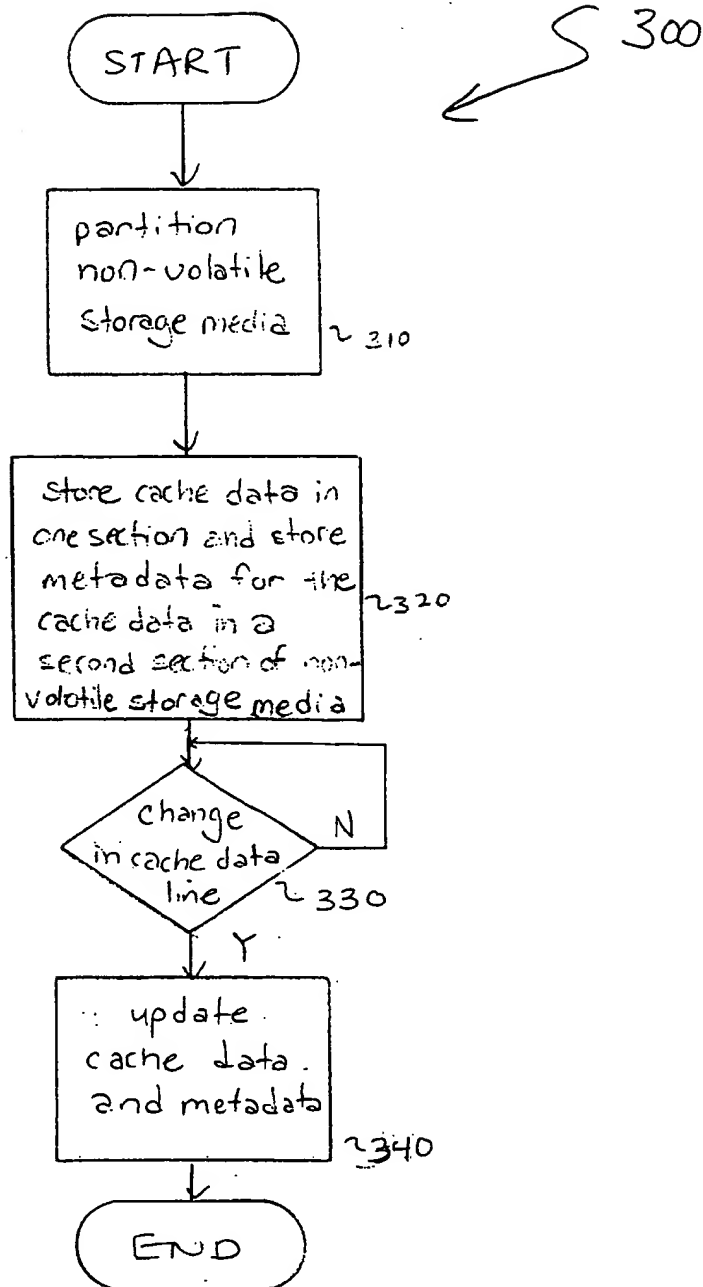 300
START
partition
non-volatile
storage media
310
store cache data in
one section and store
metadata for the
cache data in a
second section of non-
volatile storage media
320
change
in cache data
line
N
330
Y
update
cache data
and metadata
340
END